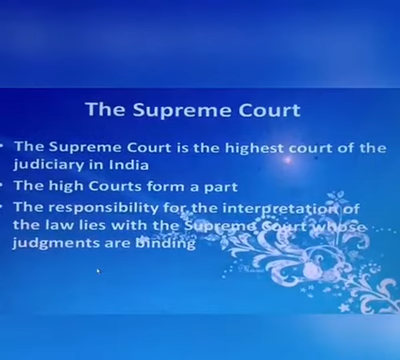 The Supreme Court
• The Supreme Court is the highest court of the
judiciary in India
• The high Courts form a part
• The responsibility for the interpretation of
the law lies with the Supreme Court whose
judgments are binding